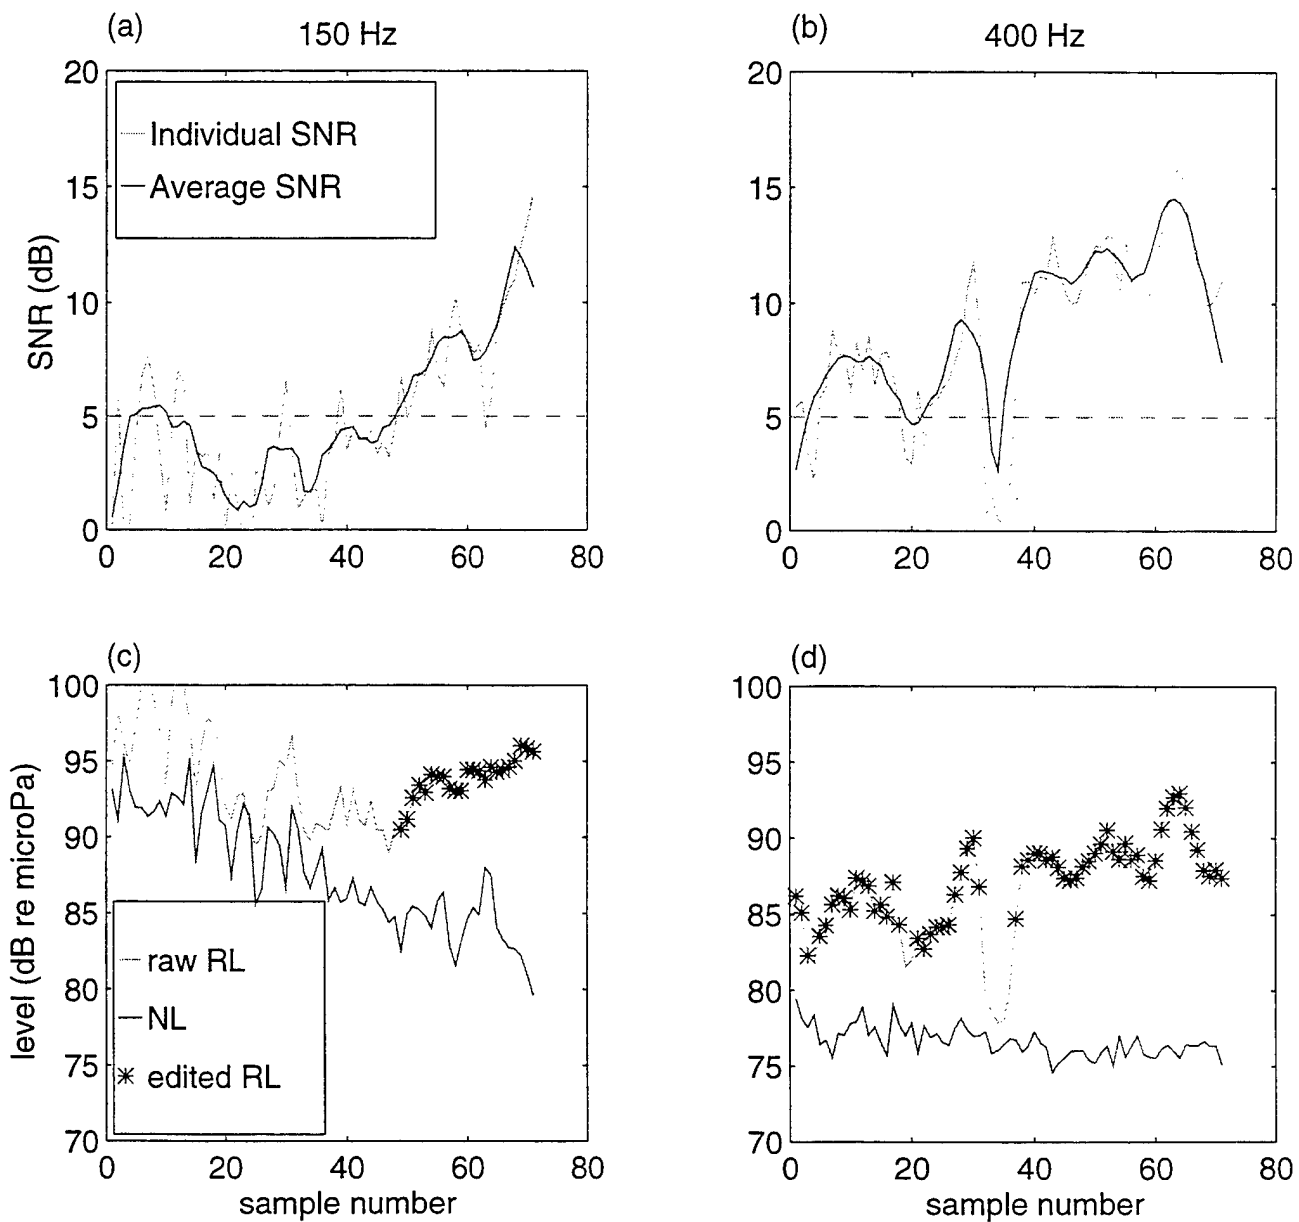 (a)
150 Hz
20
15
10
5
0
SNR (dB)
Individual SNR
Average SNR
0
20
40
60
80
(b)
400 Hz
20
15
10
5
0
0
20
40
60
80
(c)
100
95
90
85
80
75
70
level (dB re microPa)
raw RL
NL
edited RL
0
20
40
60
80
sample number
(d)
100
95
90
85
80
75
70
0
20
40
60
80
sample number